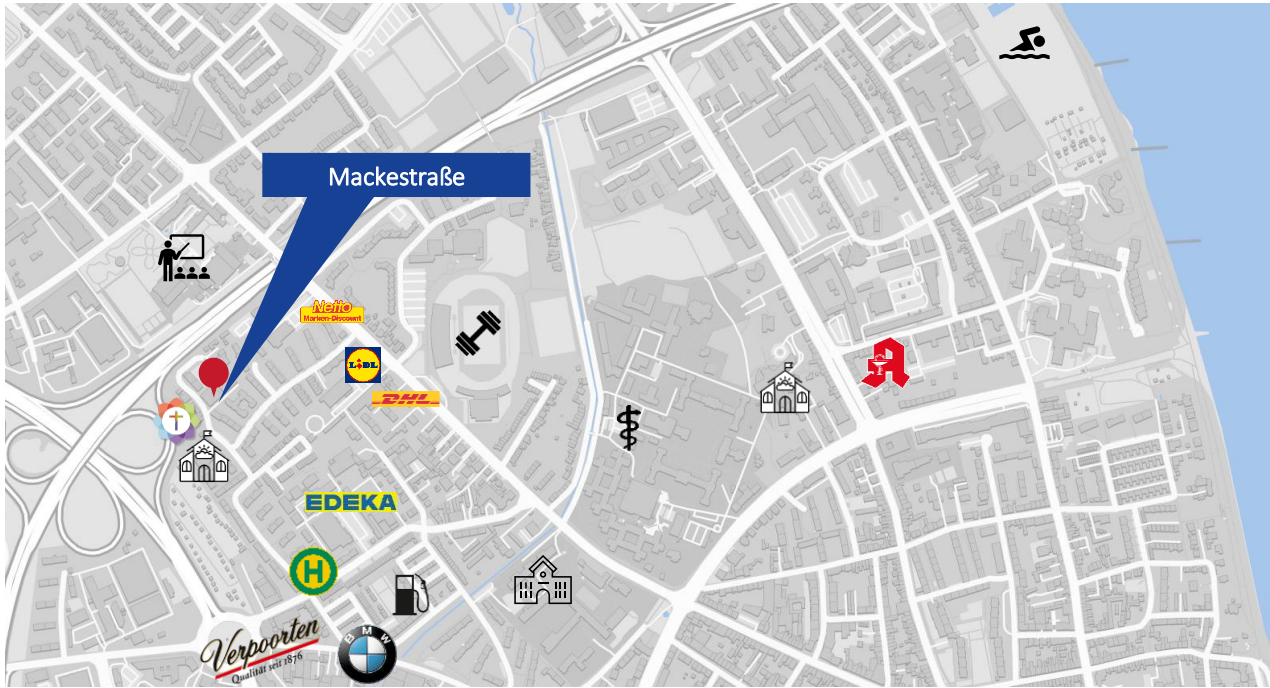 Mackestraße
Netto
Marken-Discount
LIDL
DHL
A
EDEKA
H
Verpoorten
Qualität seit 1876
BMW